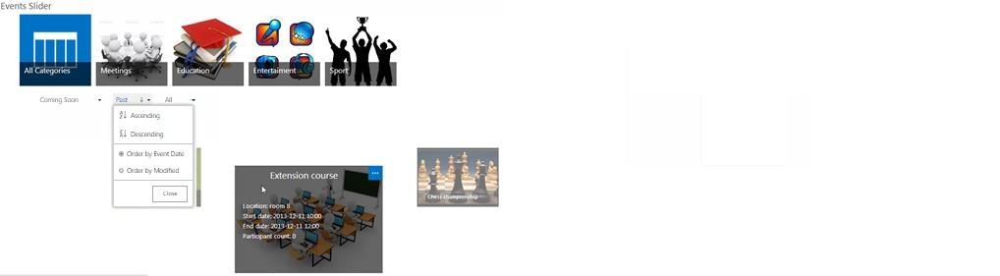 Events Slider
All Categories
Meetings
Education
Entertaiment
Sport
Coming Soon
Past
All
Ascending
Descending
Order by Event Date
Order by Modified
Close
Extension course
Location: room 8
Start date: 2013-12-11 10:00
End date: 2013-12-11 12:00
Participant count: 0
Chess championship